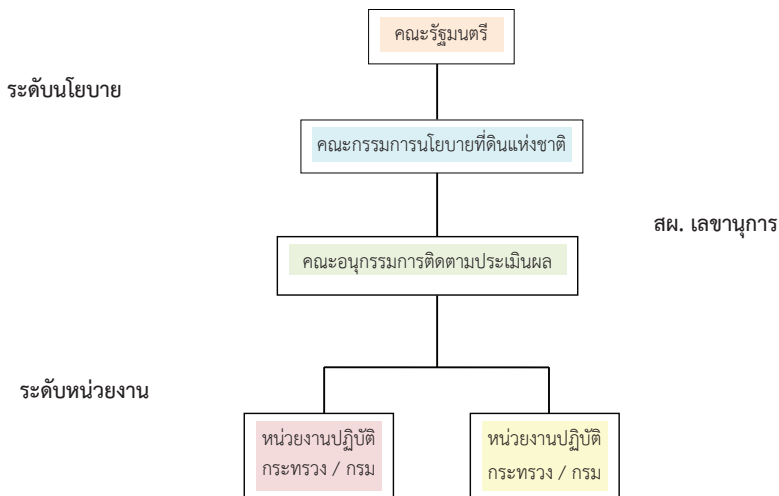 คณะรัฐมนตรี
ระดับนโยบาย
คณะกรรมการนโยบายที่ดินแห่งชาติ
สผ. เลขานุการ
คณะอนุกรรมการติดตามประเมินผล
ระดับหน่วยงาน
หน่วยงานปฏิบัติ
กระทรวง / กรม
หน่วยงานปฏิบัติ
กระทรวง / กรม